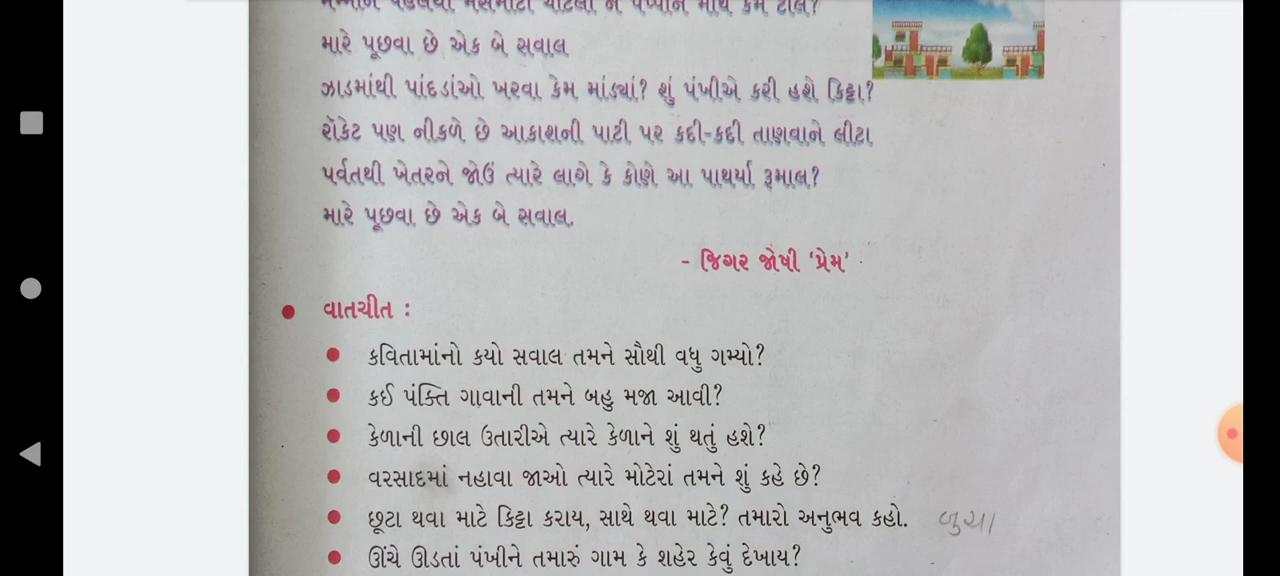 મારે પૂછવા છે એક બે સવાલ
ઝાડમાંથી પાંદડાંઓ ખરવા કેમ માંડ્યાં? શું પંખીએ કરી હશે કિટ્ટા?
રૉકેટ પણ નીકળે છે આકાશની પાટી પર કદી-કદી તાણવાને લીટા
પર્વતથી ખેતરને જોઉં ત્યારે લાગે કે કોણે આ પાથર્યા રૂમાલ?
મારે પૂછવા છે એક બે સવાલ.
- જિગર જોષી ‘પ્રેમ’
• વાતચીત :
• કવિતામાંનો કયો સવાલ તમને સૌથી વધુ ગમ્યો?
• કઈ પંક્તિ ગાવાની તમને બહુ મજા આવી?
• કેળાની છાલ ઉતારીએ ત્યારે કેળાને શું થતું હશે?
• વરસાદમાં નહાવા જાઓ ત્યારે મોટેરાં તમને શું કહે છે?
• છૂટા થવા માટે કિટ્ટા કરાય, સાથે થવા માટે? તમારો અનુભવ કહો. બુચા
• ઊંચે ઊડતાં પંખીને તમારું ગામ કે શહેર કેવું દેખાય?